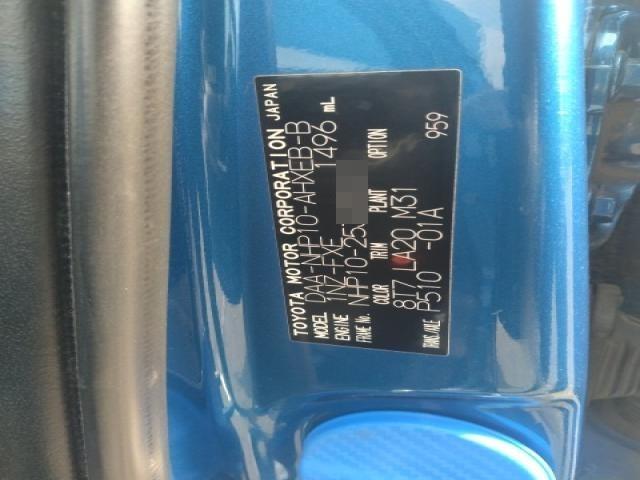 TOYOTA MOTOR CORPORATION JAPAN
MODEL DAA-NHP10-AHXEB-B
ENGINE 1NZ-FXE 1496 mL
FRAME No. NHP10-25
COLOR TRIM PLANT OPTION
8T7 LA20 M31
TRANS./AXLE P510 -01A 959